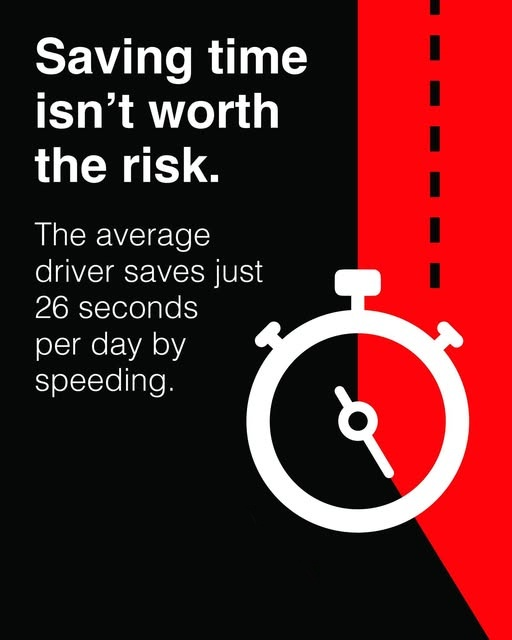 Saving time
isn’t worth
the risk.
The average
driver saves just
26 seconds
per day by
speeding.